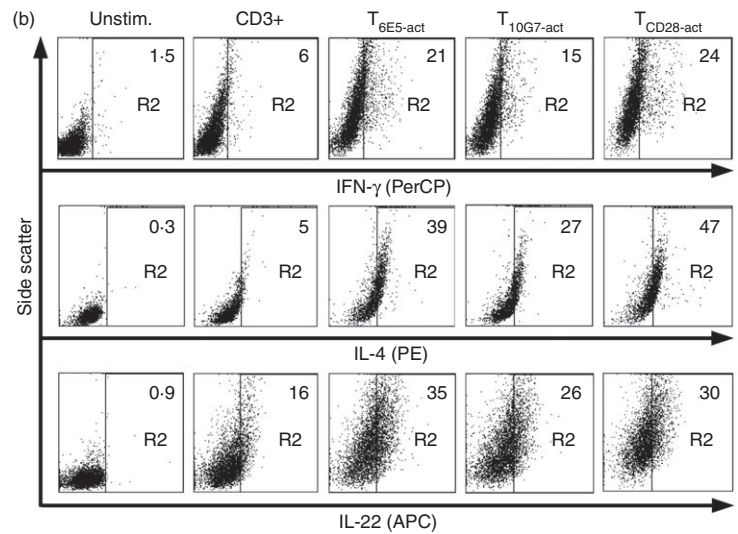 (b)
Unstim. CD3+ T6E5-act T10G7-act TCD28-act
1·5 6 21 15 24
R2 R2 R2 R2 R2
IFN-γ (PerCP)
0·3 5 39 27 47
R2 R2 R2 R2 R2
Side scatter
IL-4 (PE)
0·9 16 35 26 30
R2 R2 R2 R2 R2
IL-22 (APC)